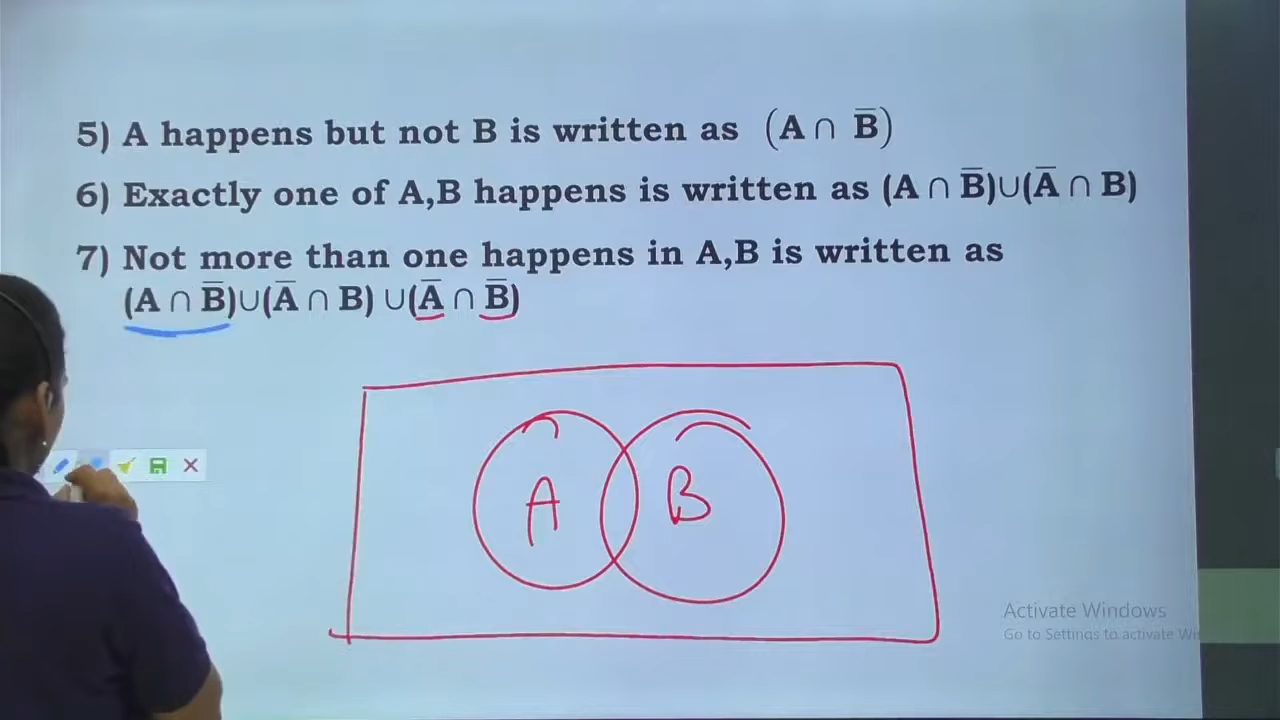 5) A happens but not B is written as (A ∩ B̅)
6) Exactly one of A,B happens is written as (A ∩ B̅)∪(A̅ ∩ B)
7) Not more than one happens in A,B is written as
(A ∩ B̅)∪(A̅ ∩ B) ∪(A̅ ∩ B̅)
A B
Activate Windows
Go to Settings to activate Wi